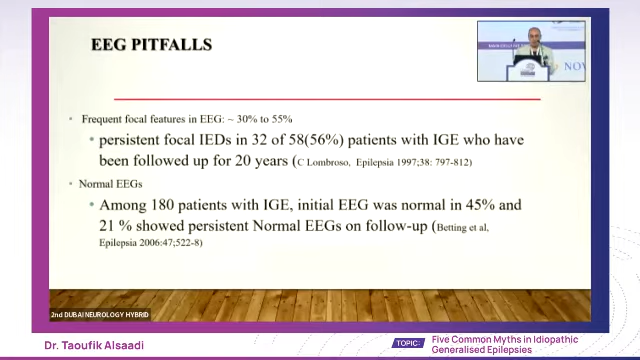 EEG PITFALLS
• Frequent focal features in EEG: ~ 30% to 55%
• persistent focal IEDs in 32 of 58(56%) patients with IGE who have
been followed up for 20 years (C Lombroso, Epilepsia 1997;38: 797-812)
• Normal EEGs
• Among 180 patients with IGE, initial EEG was normal in 45% and
21 % showed persistent Normal EEGs on follow-up (Betting et al,
Epilepsia 2006:47;522-8)
2nd DUBAI NEUROLOGY HYBRID
Dr. Taoufik Alsaadi
TOPIC:
Five Common Myths in Idiopathic
Generalised Epilepsies